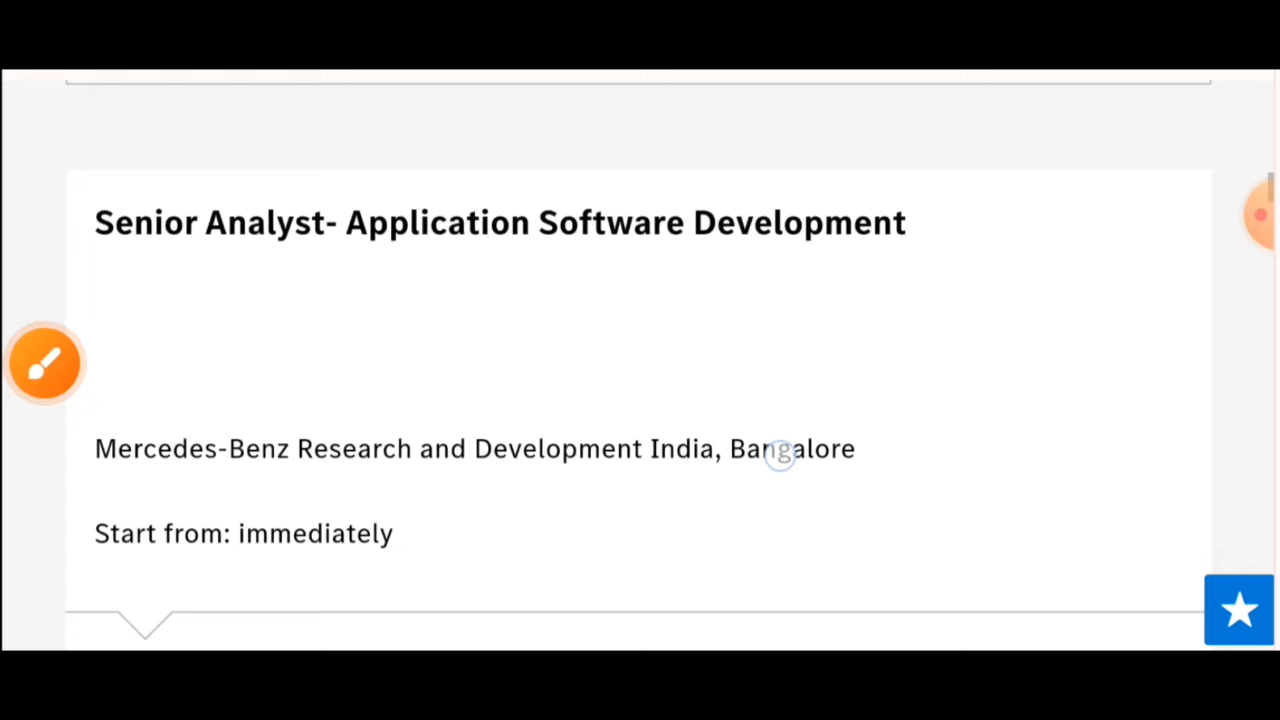 Senior Analyst- Application Software Development
Mercedes-Benz Research and Development India, Bangalore
Start from: immediately